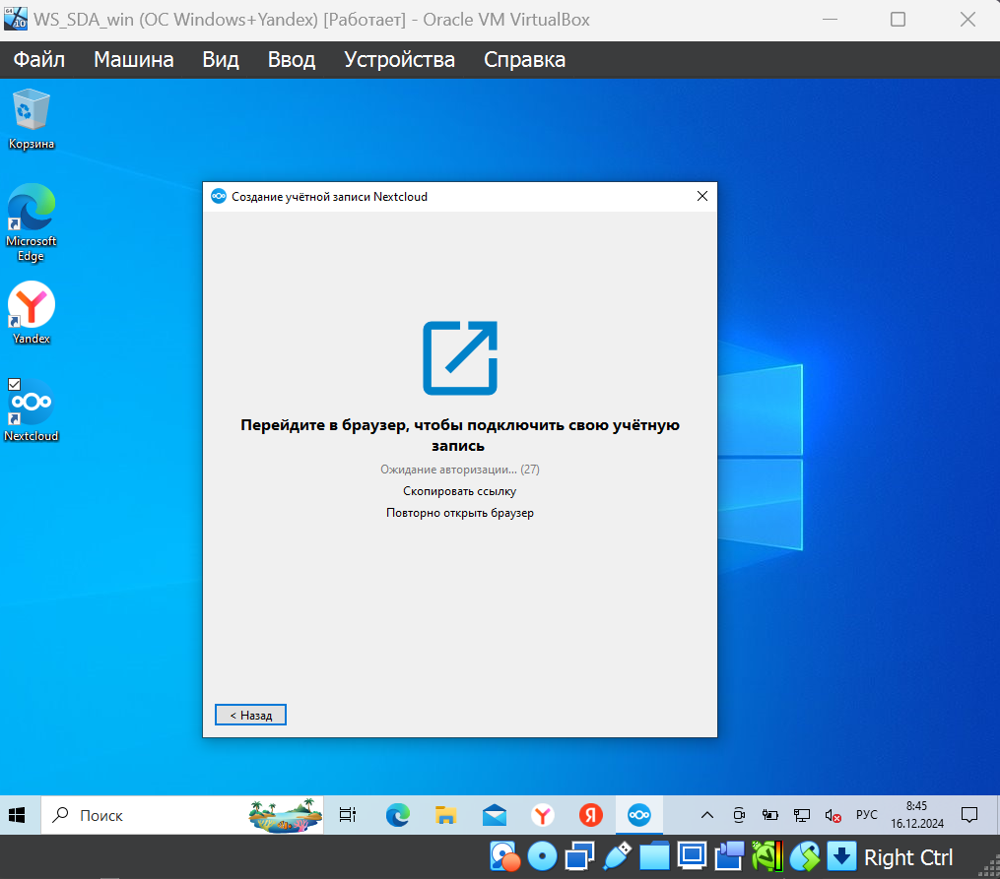 WS_SDA_win (ОС Windows+Yandex) [Работает] - Oracle VM VirtualBox
Файл Машина Вид Ввод Устройства Справка
Корзина
Microsoft
Edge
Yandex
Nextcloud
Создание учётной записи Nextcloud
Перейдите в браузер, чтобы подключить свою учётную
запись
Ожидание авторизации... (27)
Скопировать ссылку
Повторно открыть браузер
< Назад
Поиск
РУС
8:45
16.12.2024
Right Ctrl